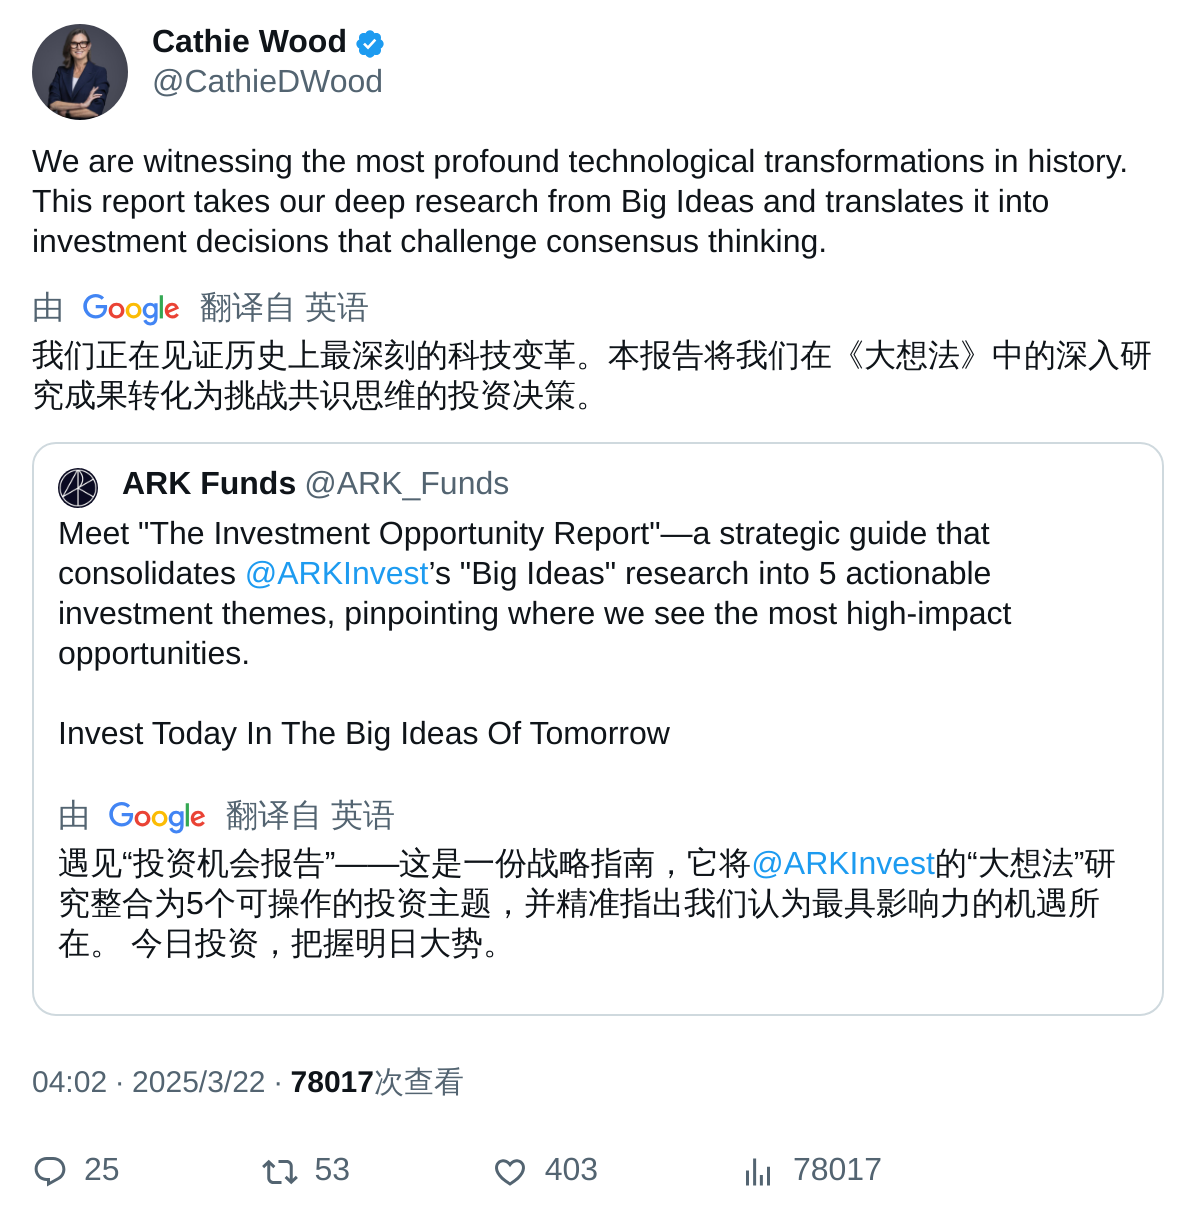 Cathie Wood
@CathieDWood
We are witnessing the most profound technological transformations in history.
This report takes our deep research from Big Ideas and translates it into
investment decisions that challenge consensus thinking.
由 Google 翻译自 英语
我们正在见证历史上最深刻的科技变革。本报告将我们在《大想法》中的深入研
究成果转化为挑战共识思维的投资决策。
ARK Funds @ARK_Funds
Meet "The Investment Opportunity Report"—a strategic guide that
consolidates @ARKInvest’s "Big Ideas" research into 5 actionable
investment themes, pinpointing where we see the most high-impact
opportunities.
Invest Today In The Big Ideas Of Tomorrow
由 Google 翻译自 英语
遇见“投资机会报告”——这是一份战略指南，它将@ARKInvest的“大想法”研
究整合为5个可操作的投资主题，并精准指出我们认为最具影响力的机遇所
在。 今日投资，把握明日大势。
04:02 · 2025/3/22 · 78017次查看
25 53 403 78017